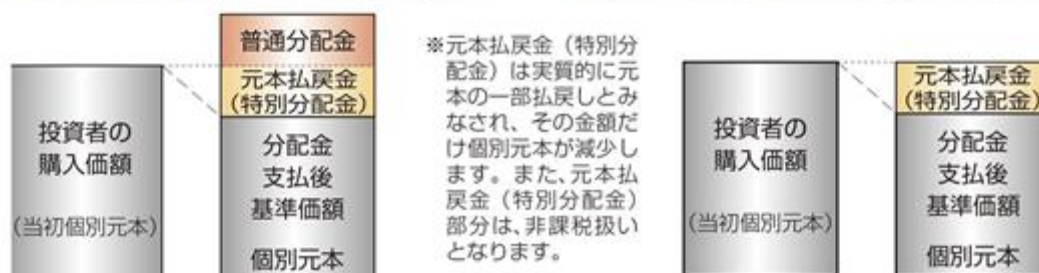 投資者の
購入価額
(当初個別元本)
普通分配金
元本払戻金
(特別分配金)
分配金
支払後
基準価額
個別元本
※元本払戻金（特別分
配金）は実質的に元
本の一部払戻しとみ
なされ、その金額だ
け個別元本が減少し
ます。また、元本払
戻金（特別分配金）
部分は、非課税扱い
となります。
投資者の
購入価額
(当初個別元本)
元本払戻金
(特別分配金)
分配金
支払後
基準価額
個別元本